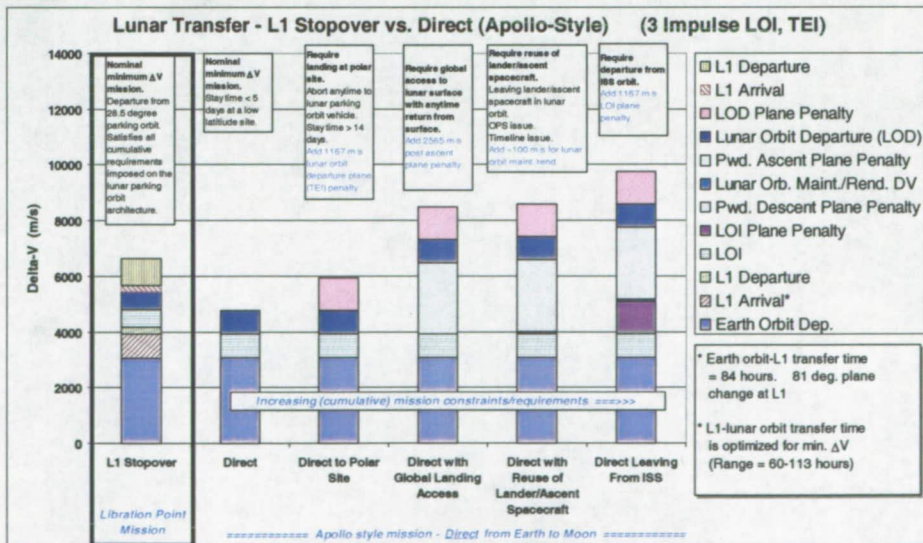 Lunar Transfer - L1 Stopover vs. Direct (Apollo-Style) (3 Impulse LOI, TEI)
Delta-V (m/s)
14000
12000
10000
8000
6000
4000
2000
0
Nominal
minimum ΔV
mission.
Departure from
28.5 degree
parking orbit.
Satisfies all
cumulative
requirements
imposed on the
lunar parking
orbit
architecture.
Nominal
minimum ΔV
mission.
Stay time < 5
days at a low
latitude site.
Require
landing at polar
site.
Abort anytime to
lunar parking
orbit vehicle.
Stay time > 14
days.
Add 1167 m/s
lunar orbit
departure plane
(TEI) penalty.
Require global
access to
lunar surface
with anytime
return from
surface.
Add 2565 m/s
post ascent
plane penalty.
Require reuse of
lander/ascent
spacecraft.
Leaving lander/ascent
spacecraft in lunar
orbit.
OPS issue.
Timeline issue.
Add ~100 m/s for lunar
orbit maint/rend.
Require
departure from
ISS orbit.
Add 1167 m/s
LOI plane
penalty.
Increasing (cumulative) mission constraints/requirements ===>>>
L1 Stopover
Direct
Direct to Polar
Site
Direct with
Global Landing
Access
Direct with
Reuse of
Lander/Ascent
Spacecraft
Direct Leaving
From ISS
Libration Point
Mission
============ Apollo style mission - Direct from Earth to Moon ============
L1 Departure
L1 Arrival
LOD Plane Penalty
Lunar Orbit Departure (LOD)
Pwd. Ascent Plane Penalty
Lunar Orb. Maint./Rend. DV
Pwd. Descent Plane Penalty
LOI Plane Penalty
LOI
L1 Departure
L1 Arrival*
Earth Orbit Dep.
* Earth orbit-L1 transfer time
= 84 hours. 81 deg. plane
change at L1
* L1-lunar orbit transfer time
is optimized for min. ΔV
(Range = 60-113 hours)